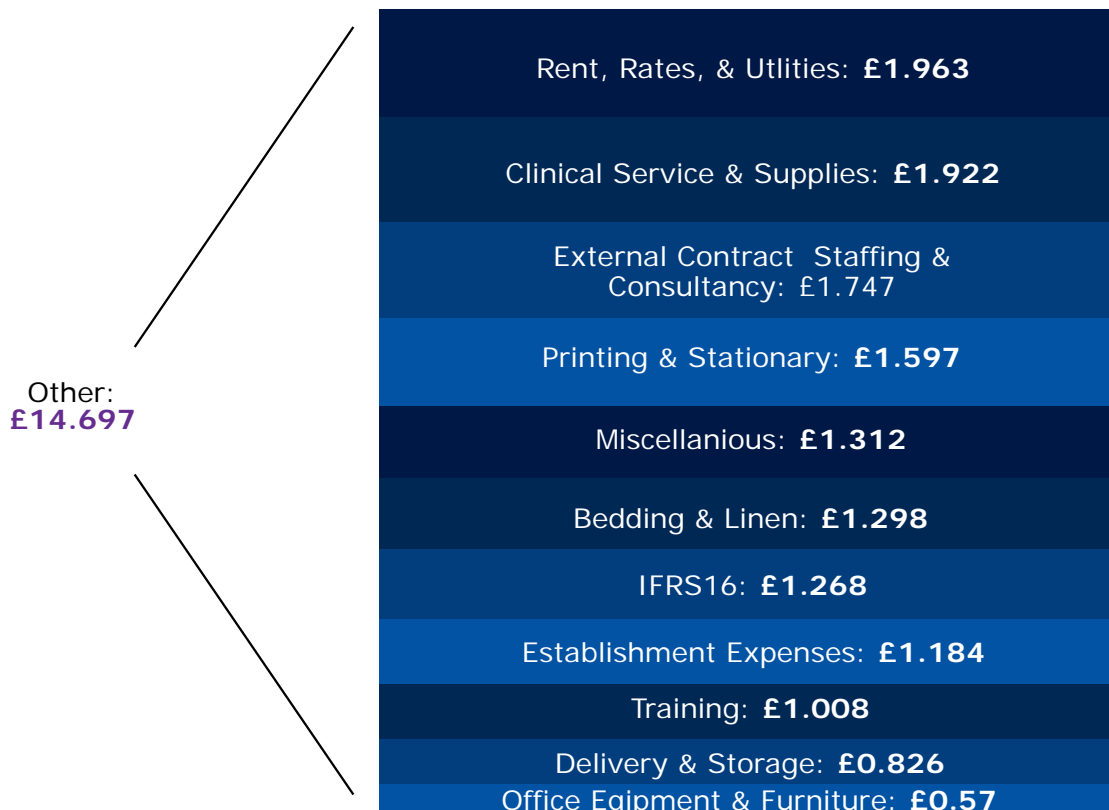 Rent, Rates, & Utlities: £1.963
Clinical Service & Supplies: £1.922
External Contract  Staffing &
Consultancy: £1.747
Printing & Stationary: £1.597
Other:
£14.697
Miscellanious: £1.312
Bedding & Linen: £1.298
IFRS16: £1.268
Establishment Expenses: £1.184
Training: £1.008
Delivery & Storage: £0.826
Office Eqipment & Furniture: £0.57